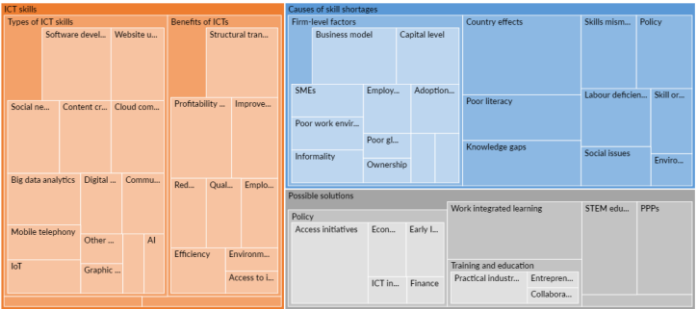 ICT skills
Types of ICT skills
Software devel...
Website u...
Social ne...
Content cr...
Cloud com...
Big data analytics
Digital ...
Commu...
Mobile telephony
Other ...
AI
IoT
Graphic ...
Benefits of ICTs
Structural tran...
Profitability ...
Improve...
Red...
Qual...
Emplo...
Efficiency
Environm...
Access to i...
Causes of skill shortages
Firm-level factors
Business model
Capital level
SMEs
Employ...
Adoption...
Poor work envir...
Poor gl...
Informality
Ownership
Country effects
Poor literacy
Knowledge gaps
Skills mism...
Policy
Labour deficien...
Skill or...
Social issues
Enviro...
Possible solutions
Policy
Access initiatives
Econ...
Early I...
ICT in...
Finance
Work integrated learning
Training and education
Practical industr...
Entrepren...
Collabora...
STEM edu...
PPPs